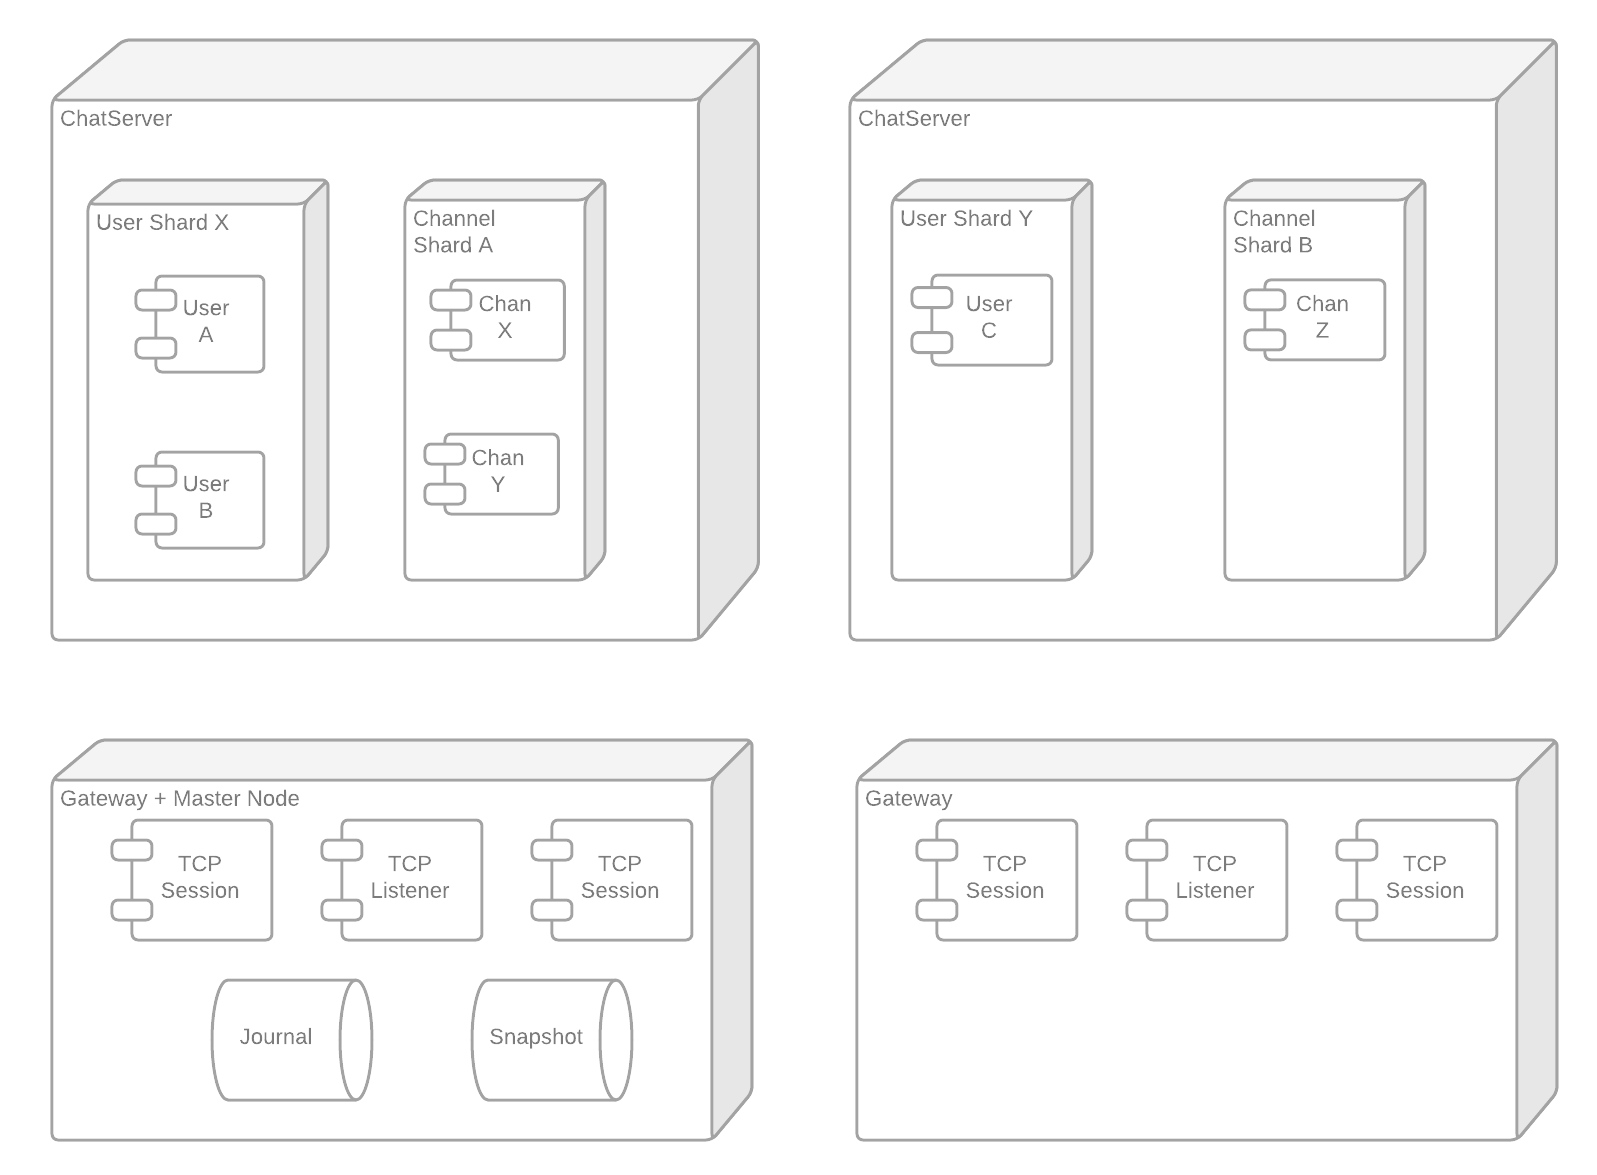 ChatServer
User Shard X
User
A
User
B
Channel
Shard A
Chan
X
Chan
Y
ChatServer
User Shard Y
User
C
Channel
Shard B
Chan
Z
Gateway + Master Node
TCP
Session
TCP
Listener
TCP
Session
Journal
Snapshot
Gateway
TCP
Session
TCP
Listener
TCP
Session